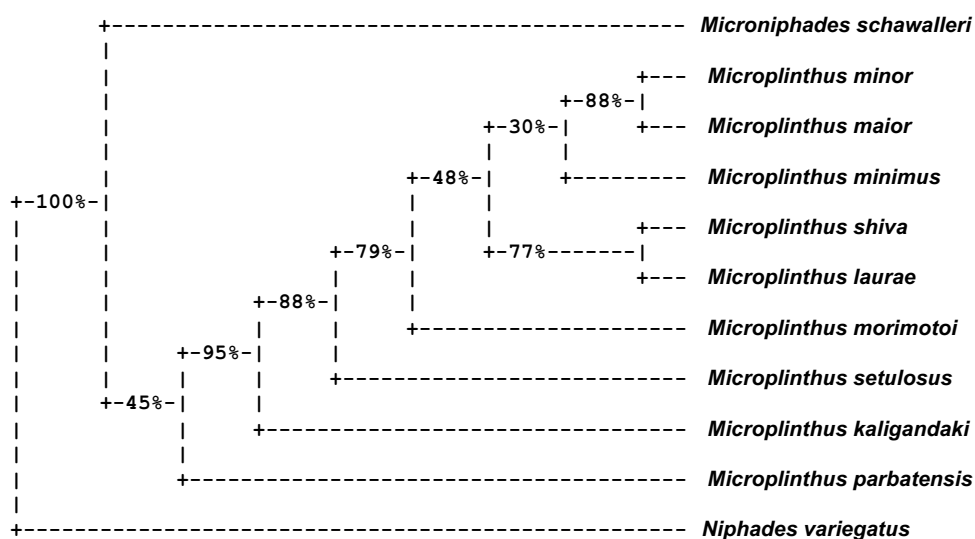 Microniphades schawalleri
Microplinthus minor
88%
Microplinthus maior
30%
Microplinthus minimus
48%
100%
Microplinthus shiva
79%
77%
Microplinthus laurae
88%
Microplinthus morimotoi
95%
Microplinthus setulosus
45%
Microplinthus kaligandaki
Microplinthus parbatensis
Niphades variegatus